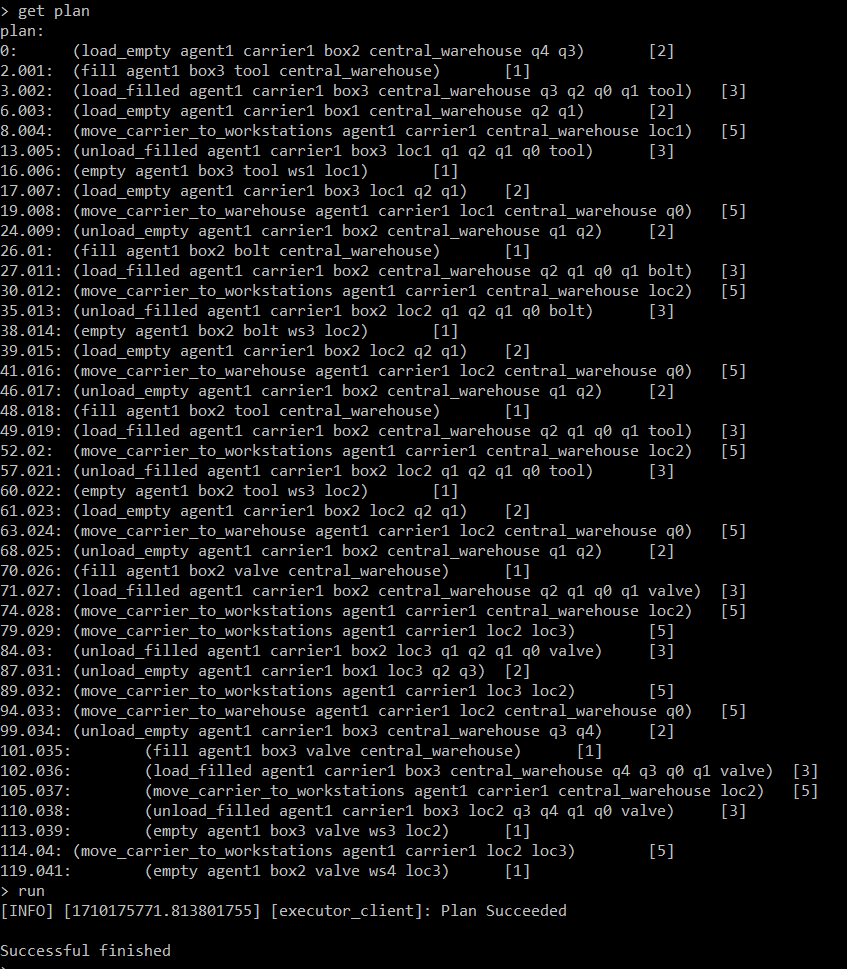 > get plan
plan:
0:	(load_empty agent1 carrier1 box2 central_warehouse q4 q3)	[2]
2.001:	(fill agent1 box3 tool central_warehouse)	[1]
3.002:	(load_filled agent1 carrier1 box3 central_warehouse q3 q2 q0 q1 tool)	[3]
6.003:	(load_empty agent1 carrier1 box1 central_warehouse q2 q1)	[2]
8.004:	(move_carrier_to_workstations agent1 carrier1 central_warehouse loc1)	[5]
13.005:	(unload_filled agent1 carrier1 box3 loc1 q1 q2 q1 q0 tool)	[3]
16.006:	(empty agent1 box3 tool ws1 loc1)	[1]
17.007:	(load_empty agent1 carrier1 box3 loc1 q2 q1)	[2]
19.008:	(move_carrier_to_warehouse agent1 carrier1 loc1 central_warehouse q0)	[5]
24.009:	(unload_empty agent1 carrier1 box2 central_warehouse q1 q2)	[2]
26.01:	(fill agent1 box2 bolt central_warehouse)	[1]
27.011:	(load_filled agent1 carrier1 box2 central_warehouse q2 q1 q0 q1 bolt)	[3]
30.012:	(move_carrier_to_workstations agent1 carrier1 central_warehouse loc2)	[5]
35.013:	(unload_filled agent1 carrier1 box2 loc2 q1 q2 q1 q0 bolt)	[3]
38.014:	(empty agent1 box2 bolt ws3 loc2)	[1]
39.015:	(load_empty agent1 carrier1 box2 loc2 q2 q1)	[2]
41.016:	(move_carrier_to_warehouse agent1 carrier1 loc2 central_warehouse q0)	[5]
46.017:	(unload_empty agent1 carrier1 box2 central_warehouse q1 q2)	[2]
48.018:	(fill agent1 box2 tool central_warehouse)	[1]
49.019:	(load_filled agent1 carrier1 box2 central_warehouse q2 q1 q0 q1 tool)	[3]
52.02:	(move_carrier_to_workstations agent1 carrier1 central_warehouse loc2)	[5]
57.021:	(unload_filled agent1 carrier1 box2 loc2 q1 q2 q1 q0 tool)	[3]
60.022:	(empty agent1 box2 tool ws3 loc2)	[1]
61.023:	(load_empty agent1 carrier1 box2 loc2 q2 q1)	[2]
63.024:	(move_carrier_to_warehouse agent1 carrier1 loc2 central_warehouse q0)	[5]
68.025:	(unload_empty agent1 carrier1 box2 central_warehouse q1 q2)	[2]
70.026:	(fill agent1 box2 valve central_warehouse)	[1]
71.027:	(load_filled agent1 carrier1 box2 central_warehouse q2 q1 q0 q1 valve)	[3]
74.028:	(move_carrier_to_workstations agent1 carrier1 central_warehouse loc2)	[5]
79.029:	(move_carrier_to_workstations agent1 carrier1 loc2 loc3)	[5]
84.03:	(unload_filled agent1 carrier1 box2 loc3 q1 q2 q1 q0 valve)	[3]
87.031:	(unload_empty agent1 carrier1 box1 loc3 q2 q3)	[2]
89.032:	(move_carrier_to_workstations agent1 carrier1 loc3 loc2)	[5]
94.033:	(move_carrier_to_warehouse agent1 carrier1 loc2 central_warehouse q0)	[5]
99.034:	(unload_empty agent1 carrier1 box3 central_warehouse q3 q4)	[2]
101.035:	(fill agent1 box3 valve central_warehouse)	[1]
102.036:	(load_filled agent1 carrier1 box3 central_warehouse q4 q3 q0 q1 valve)	[3]
105.037:	(move_carrier_to_workstations agent1 carrier1 central_warehouse loc2)	[5]
110.038:	(unload_filled agent1 carrier1 box3 loc2 q3 q4 q1 q0 valve)	[3]
113.039:	(empty agent1 box3 valve ws3 loc2)	[1]
114.04:	(move_carrier_to_workstations agent1 carrier1 loc2 loc3)	[5]
119.041:	(empty agent1 box2 valve ws4 loc3)	[1]
> run
[INFO] [1710175771.813801755] [executor_client]: Plan Succeeded
Successful finished